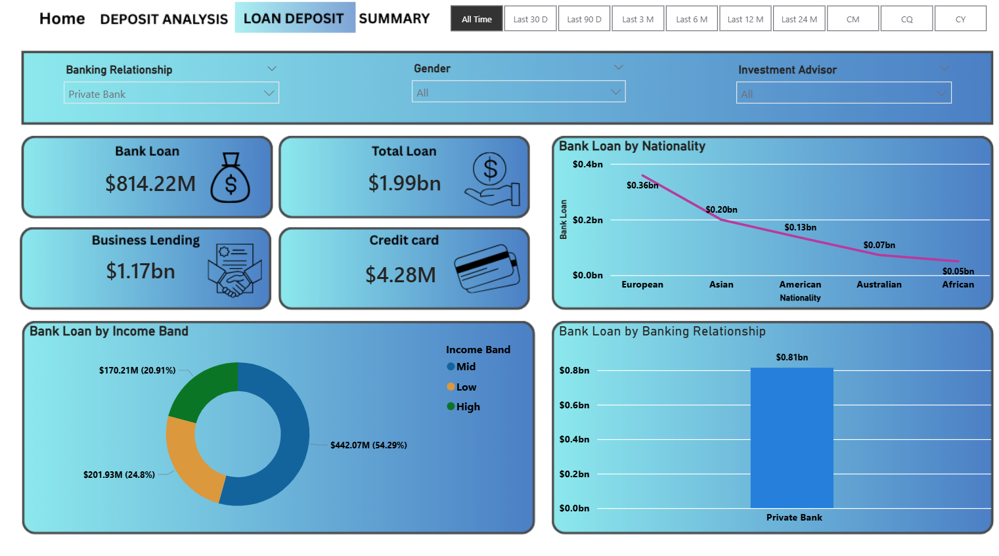 Home DEPOSIT ANALYSIS LOAN DEPOSIT SUMMARY All Time Last 30 D Last 90 D Last 3 M Last 6 M Last 12 M Last 24 M CM CQ CY
Banking Relationship
Private Bank
Gender
All
Investment Advisor
All
Bank Loan
$814.22M
$
Total Loan
$1.99bn
$
Business Lending
$1.17bn
Credit card
$4.28M
Bank Loan by Nationality
$0.4bn
$0.2bn
$0.0bn
Bank Loan
$0.36bn
$0.20bn
$0.13bn
$0.07bn
$0.05bn
European Asian American Australian African
Nationality
Bank Loan by Income Band
$170.21M (20.91%)
$201.93M (24.8%)
$442.07M (54.29%)
Income Band
Mid
Low
High
Bank Loan by Banking Relationship
$0.81bn
$0.8bn
$0.6bn
$0.4bn
$0.2bn
$0.0bn
Private Bank